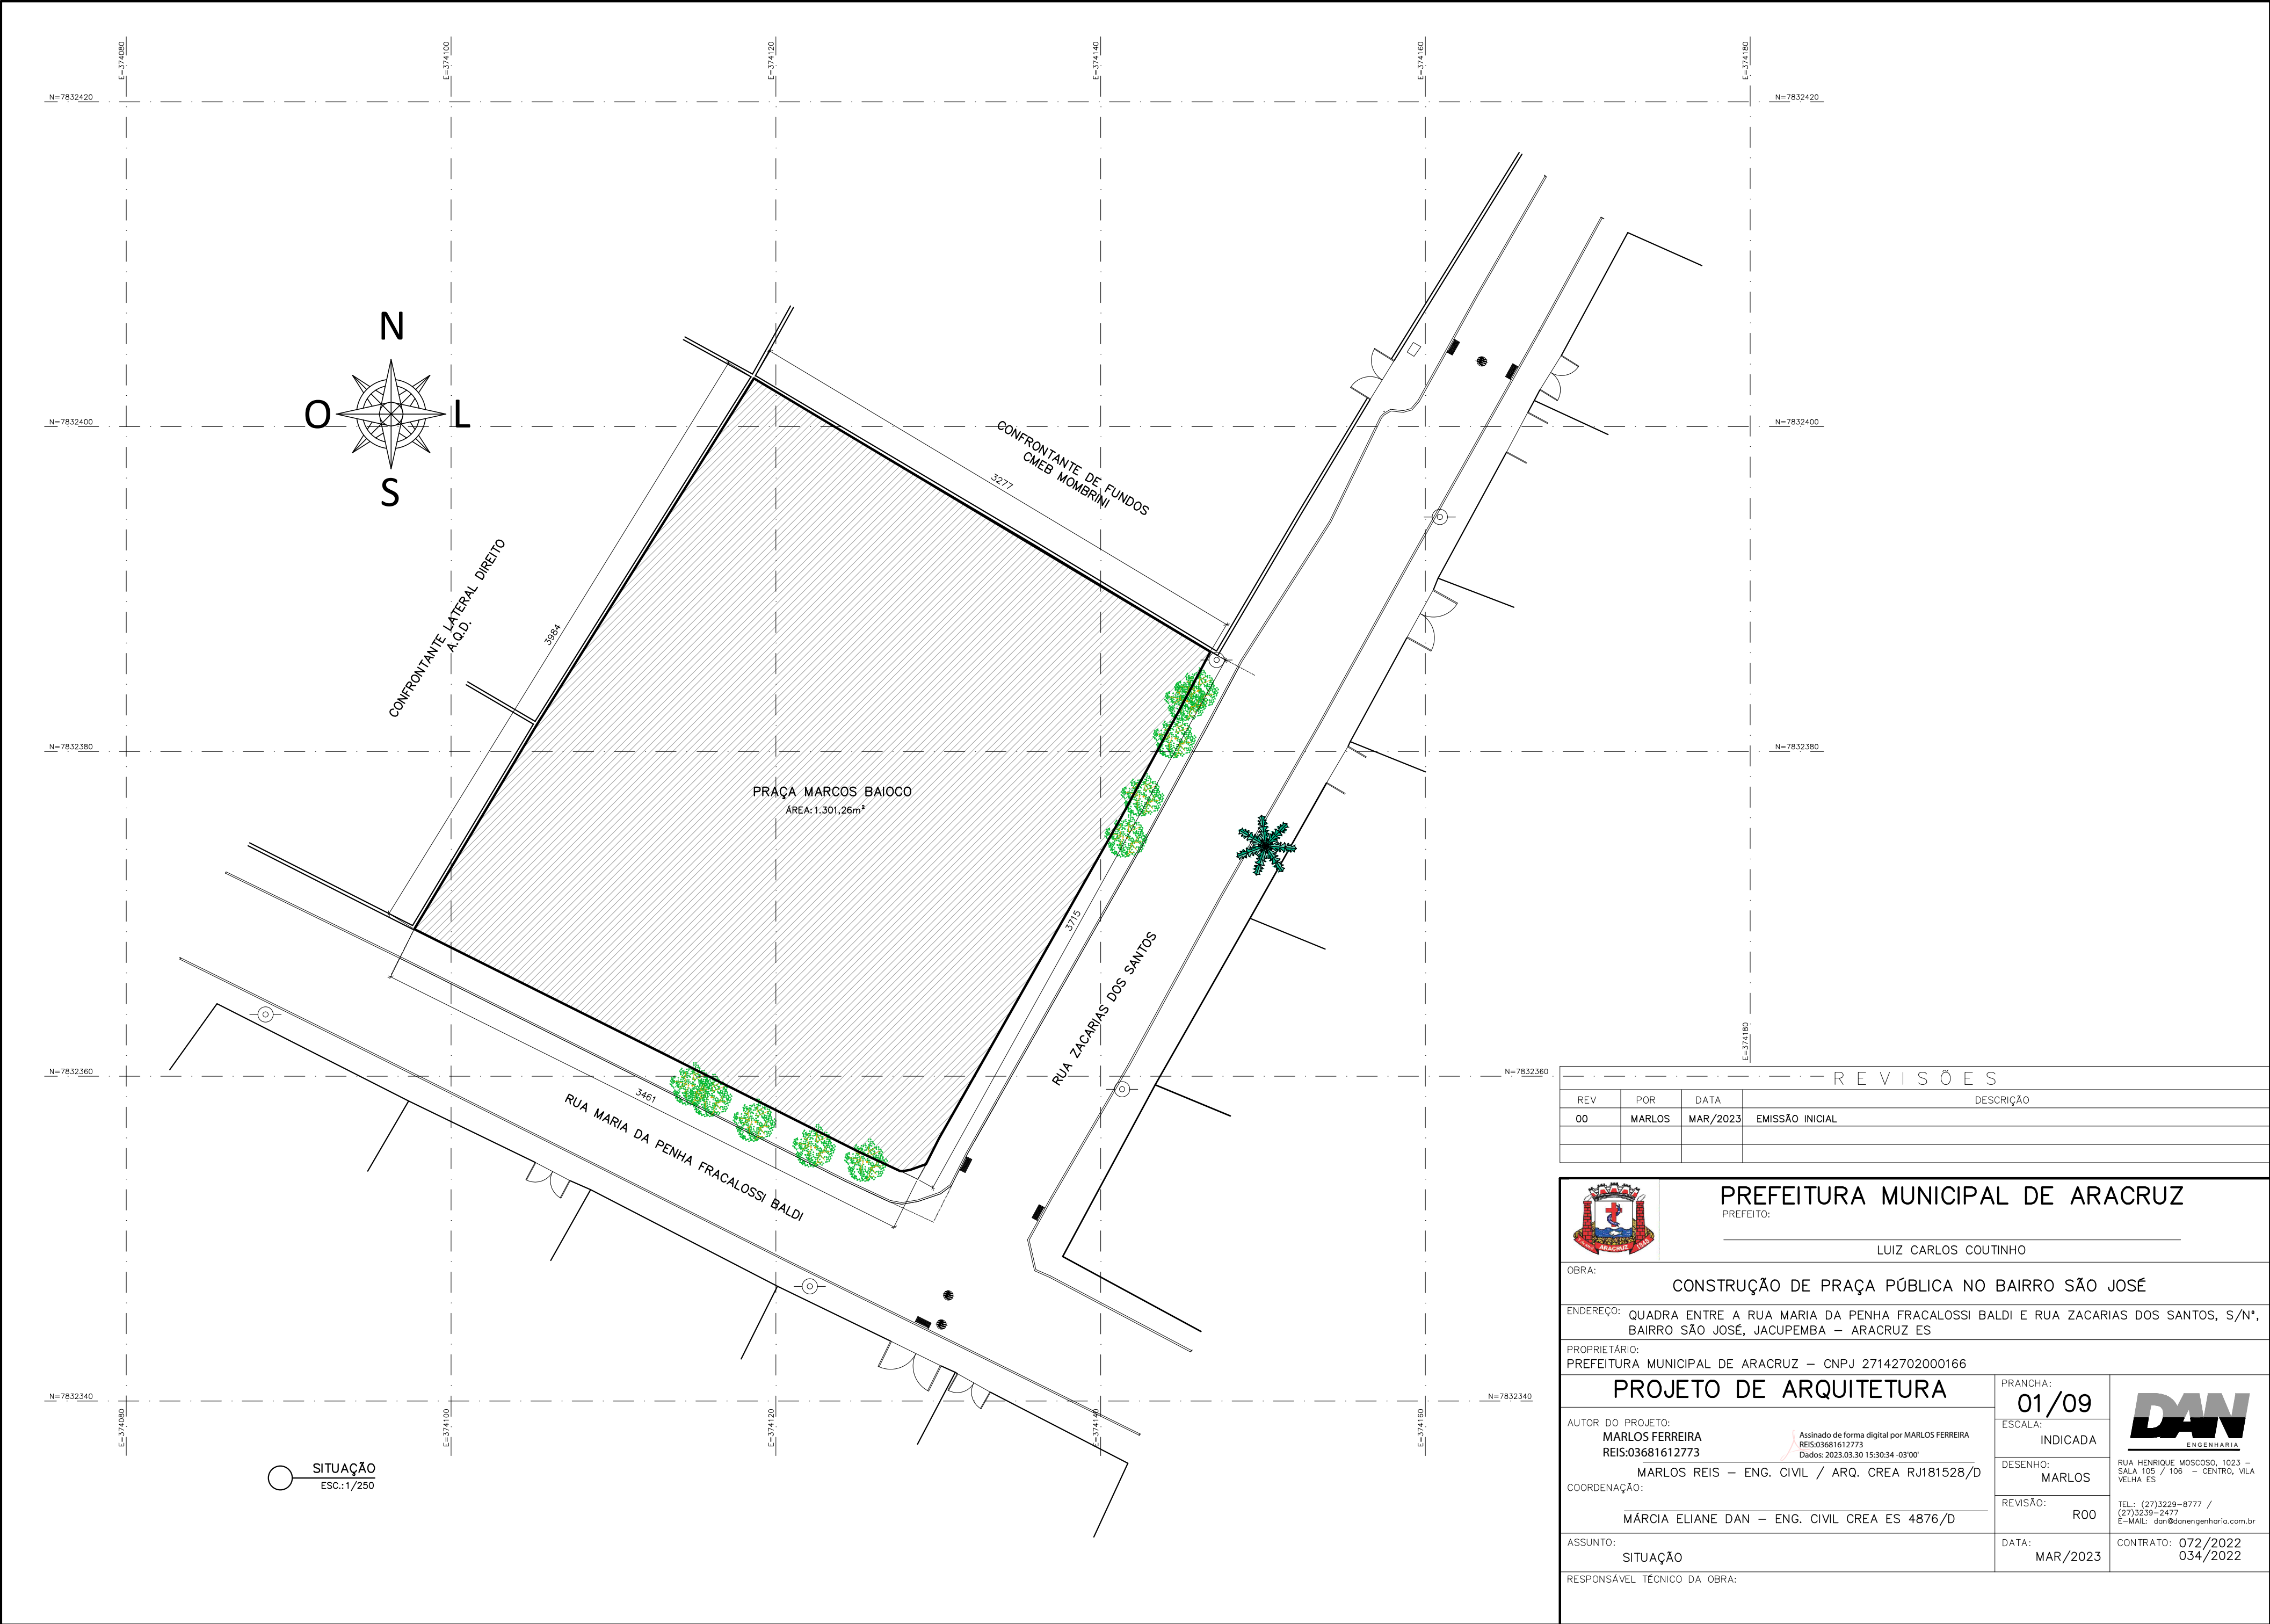 E=374080
E=374100
E=374120
E=374140
E=374160
E=374180
N=7832420
N=7832420
N
O
L
S
N=7832400
N=7832400
CONFRONTANTE DE FUNDOS
CMEB MOMBRINI
3277
CONFRONTANTE LATERAL DIREITO
A.Q.D.
3984
N=7832380
N=7832380
PRAÇA MARCOS BAIOCO
ÁREA: 1.301,26m²
3715
RUA ZACARIAS DOS SANTOS
E=374180
N=7832360
N=7832360
3461
RUA MARIA DA PENHA FRACALOSSI BALDI
N=7832340
N=7832340
E=374080
E=374100
E=374120
E=374140
E=374160
SITUAÇÃO
ESC.: 1/250
REVISÕES
REV POR DATA DESCRIÇÃO
00 MARLOS MAR/2023 EMISSÃO INICIAL
ARACRUZ
PREFEITURA MUNICIPAL DE ARACRUZ
PREFEITO:
LUIZ CARLOS COUTINHO
OBRA:
CONSTRUÇÃO DE PRAÇA PÚBLICA NO BAIRRO SÃO JOSÉ
ENDEREÇO: QUADRA ENTRE A RUA MARIA DA PENHA FRACALOSSI BALDI E RUA ZACARIAS DOS SANTOS, S/Nª,
BAIRRO SÃO JOSÉ, JACUPEMBA – ARACRUZ ES
PROPRIETÁRIO:
PREFEITURA MUNICIPAL DE ARACRUZ – CNPJ 27142702000166
PROJETO DE ARQUITETURA
AUTOR DO PROJETO:
MARLOS FERREIRA
REIS:03681612773
Assinado de forma digital por MARLOS FERREIRA
REIS:03681612773
Dados: 2023.03.30 15:30:34 -03'00'
MARLOS REIS – ENG. CIVIL / ARQ. CREA RJ181528/D
COORDENAÇÃO:
MÁRCIA ELIANE DAN – ENG. CIVIL CREA ES 4876/D
ASSUNTO:
SITUAÇÃO
PRANCHA:
01/09
ESCALA:
INDICADA
DESENHO:
MARLOS
REVISÃO:
R00
DATA:
MAR/2023
DAN
ENGENHARIA
RUA HENRIQUE MOSCOSO, 1023 –
SALA 105 / 106 – CENTRO, VILA
VELHA ES
TEL.: (27)3229–8777 /
(27)3239–2477
E–MAIL: dan@danengenharia.com.br
CONTRATO: 072/2022
034/2022
RESPONSÁVEL TÉCNICO DA OBRA: